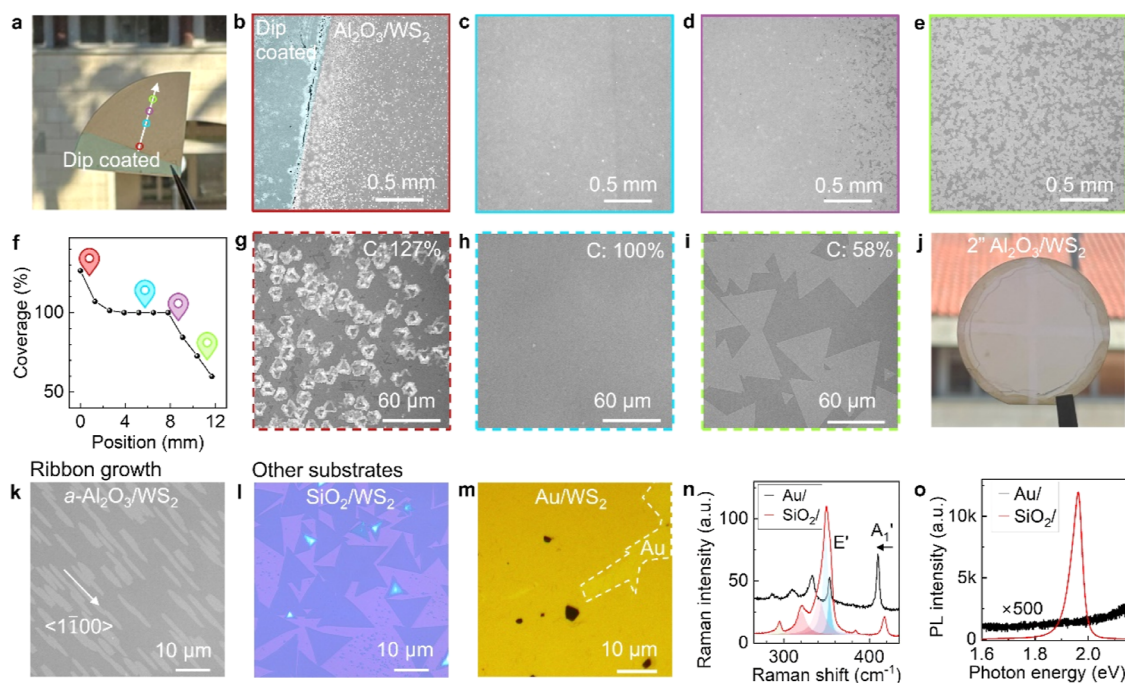 a
Dip coated
b
Dip coated
Al₂O₃/WS₂
0.5 mm
c
0.5 mm
d
0.5 mm
e
0.5 mm
f
Coverage (%)
100
50
0 4 8 12
Position (mm)
g
C: 127%
60 μm
h
C: 100%
60 μm
i
C: 58%
60 μm
j
2" Al₂O₃/WS₂
Ribbon growth
k
a-Al₂O₃/WS₂
<11̄00>
10 μm
Other substrates
l
SiO₂/WS₂
10 μm
m
Au/WS₂
Au
10 μm
n
Raman intensity (a.u.)
100
50
0
Au/
SiO₂/
E'
A₁'
300 400
Raman shift (cm⁻¹)
o
PL intensity (a.u.)
10k
5k
0
Au/
SiO₂/
×500
1.6 1.8 2.0
Photon energy (eV)